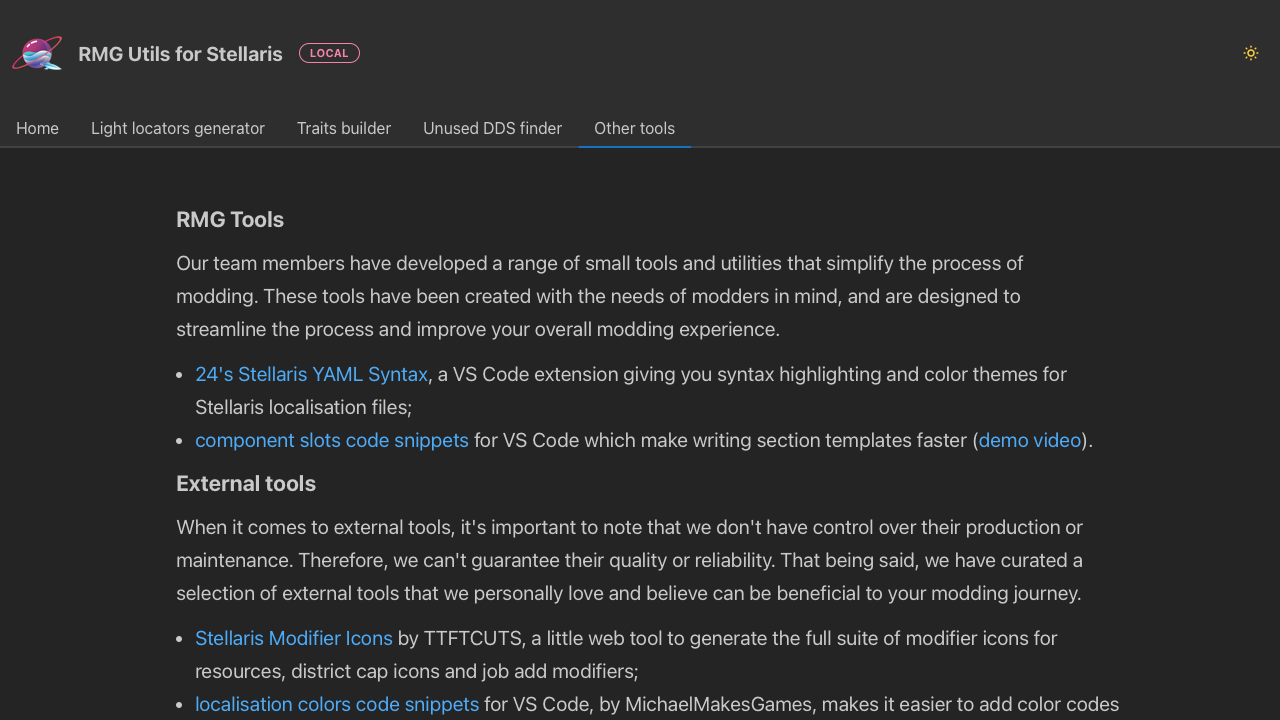 RMG Utils for Stellaris
LOCAL
Home
Light locators generator
Traits builder
Unused DDS finder
Other tools
RMG Tools
Our team members have developed a range of small tools and utilities that simplify the process of
modding. These tools have been created with the needs of modders in mind, and are designed to
streamline the process and improve your overall modding experience.
24's Stellaris YAML Syntax, a VS Code extension giving you syntax highlighting and color themes for
Stellaris localisation files;
component slots code snippets for VS Code which make writing section templates faster (demo video).
External tools
When it comes to external tools, it's important to note that we don't have control over their production or
maintenance. Therefore, we can't guarantee their quality or reliability. That being said, we have curated a
selection of external tools that we personally love and believe can be beneficial to your modding journey.
Stellaris Modifier Icons by TTFTCUTS, a little web tool to generate the full suite of modifier icons for
resources, district cap icons and job add modifiers;
localisation colors code snippets for VS Code, by MichaelMakesGames, makes it easier to add color codes